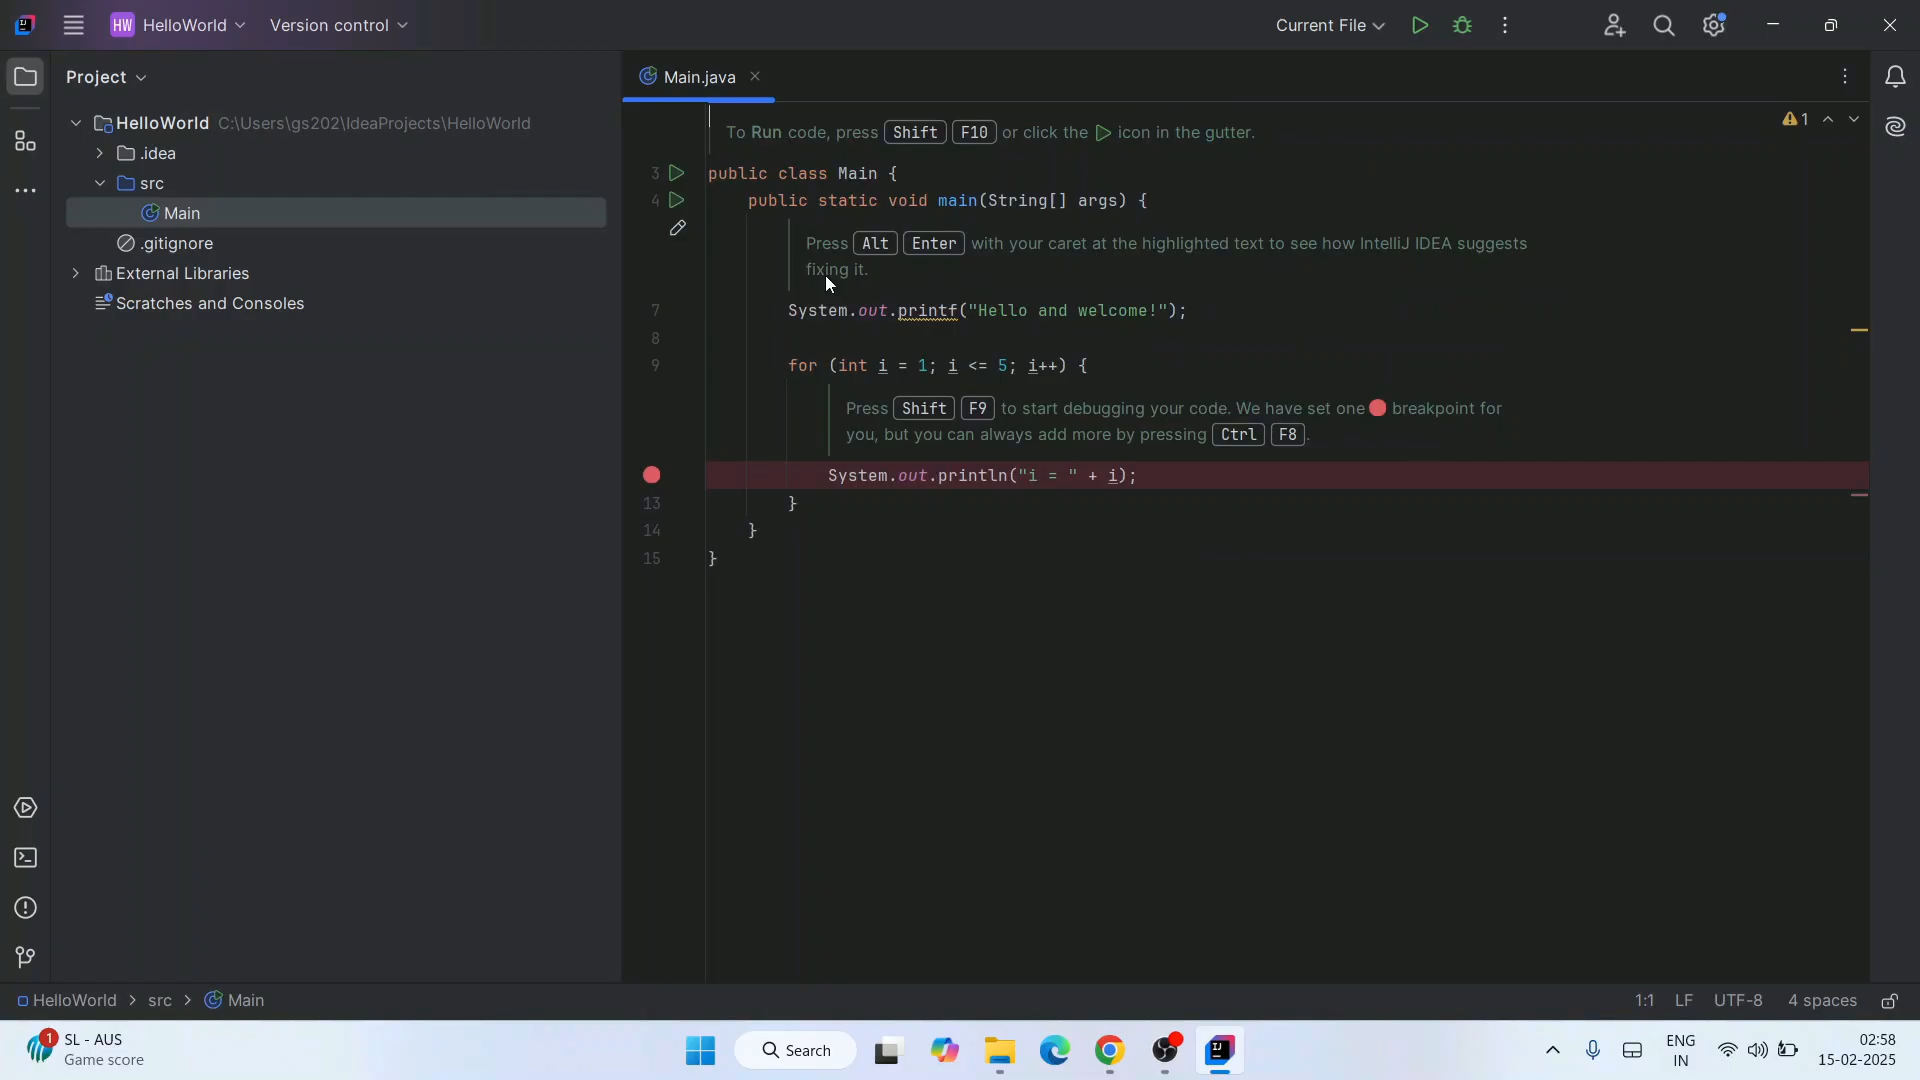 HW HelloWorld Version control Current File
Project
Main.java
HelloWorld C:\Users\gs202\IdeaProjects\HelloWorld
.idea
src
Main
.gitignore
External Libraries
Scratches and Consoles
To Run code, press Shift F10 or click the icon in the gutter.
1
3 public class Main {
4 public static void main(String[] args) {
Press Alt Enter with your caret at the highlighted text to see how IntelliJ IDEA suggests
fixing it.
7 System.out.printf("Hello and welcome!");
8
9 for (int i = 1; i <= 5; i++) {
Press Shift F9 to start debugging your code. We have set one breakpoint for
you, but you can always add more by pressing Ctrl F8.
System.out.println("i = " + i);
13 }
14 }
15 }
HelloWorld > src > Main
1:1 LF UTF-8 4 spaces
1
SL - AUS
Game score
Search
IJ
ENG
IN
02:58
15-02-2025